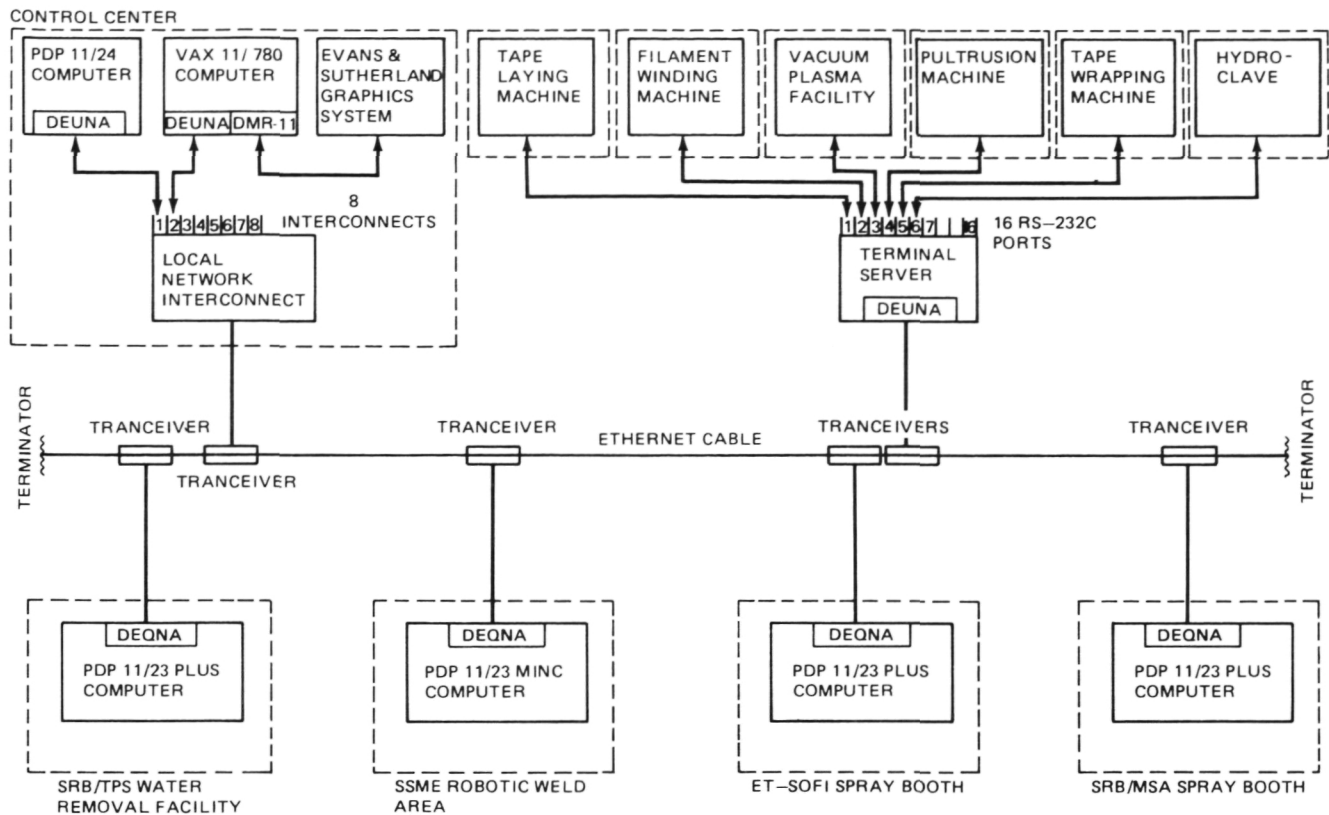 CONTROL CENTER
PDP 11/24
COMPUTER
DEUNA
VAX 11/780
COMPUTER
DEUNA
DMR-11
EVANS &
SUTHERLAND
GRAPHICS
SYSTEM
TAPE
LAYING
MACHINE
FILAMENT
WINDING
MACHINE
VACUUM
PLASMA
FACILITY
PULTRUSION
MACHINE
TAPE
WRAPPING
MACHINE
HYDRO-
CLAVE
8
INTERCONNECTS
1 2 3 4 5 6 7 8
LOCAL
NETWORK
INTERCONNECT
1 2 3 4 5 6 7
16 RS-232C
PORTS
TERMINAL
SERVER
DEUNA
TERMINATOR
TRANCEIVER
TRANCEIVER
TRANCEIVER
ETHERNET CABLE
TRANCEIVERS
TRANCEIVER
TERMINATOR
DEQNA
PDP 11/23 PLUS
COMPUTER
SRB/TPS WATER
REMOVAL FACILITY
DEQNA
PDP 11/23 MINC
COMPUTER
SSME ROBOTIC WELD
AREA
DEQNA
PDP 11/23 PLUS
COMPUTER
ET-SOFI SPRAY BOOTH
DEQNA
PDP 11/23 PLUS
COMPUTER
SRB/MSA SPRAY BOOTH